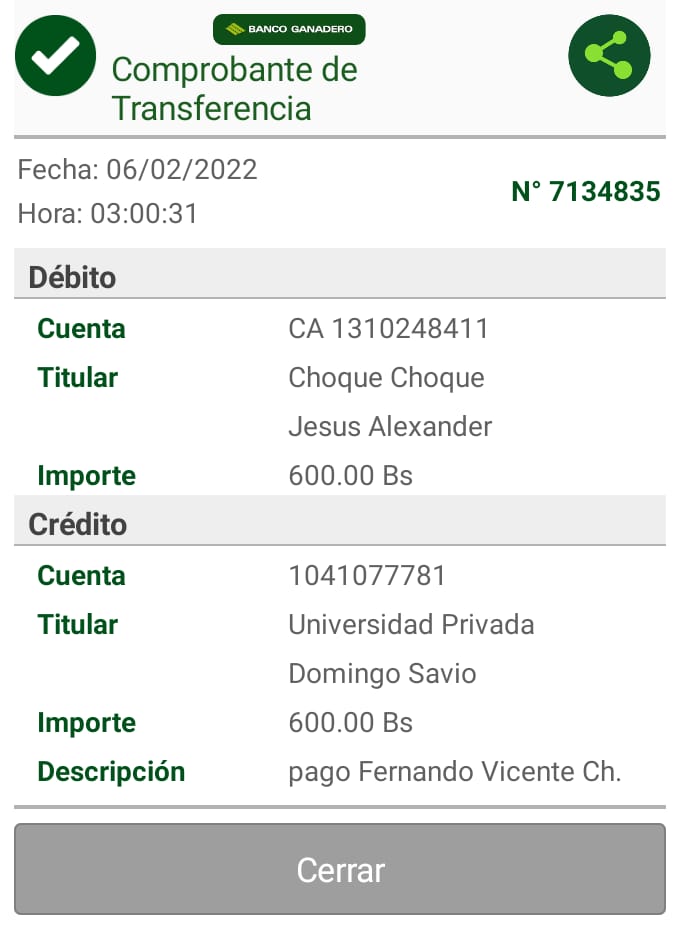 BANCO GANADERO
Comprobante de
Transferencia
Fecha: 06/02/2022
Hora: 03:00:31
N° 7134835
Débito
Cuenta CA 1310248411
Titular Choque Choque
Jesus Alexander
Importe 600.00 Bs
Crédito
Cuenta 1041077781
Titular Universidad Privada
Domingo Savio
Importe 600.00 Bs
Descripción pago Fernando Vicente Ch.
Cerrar